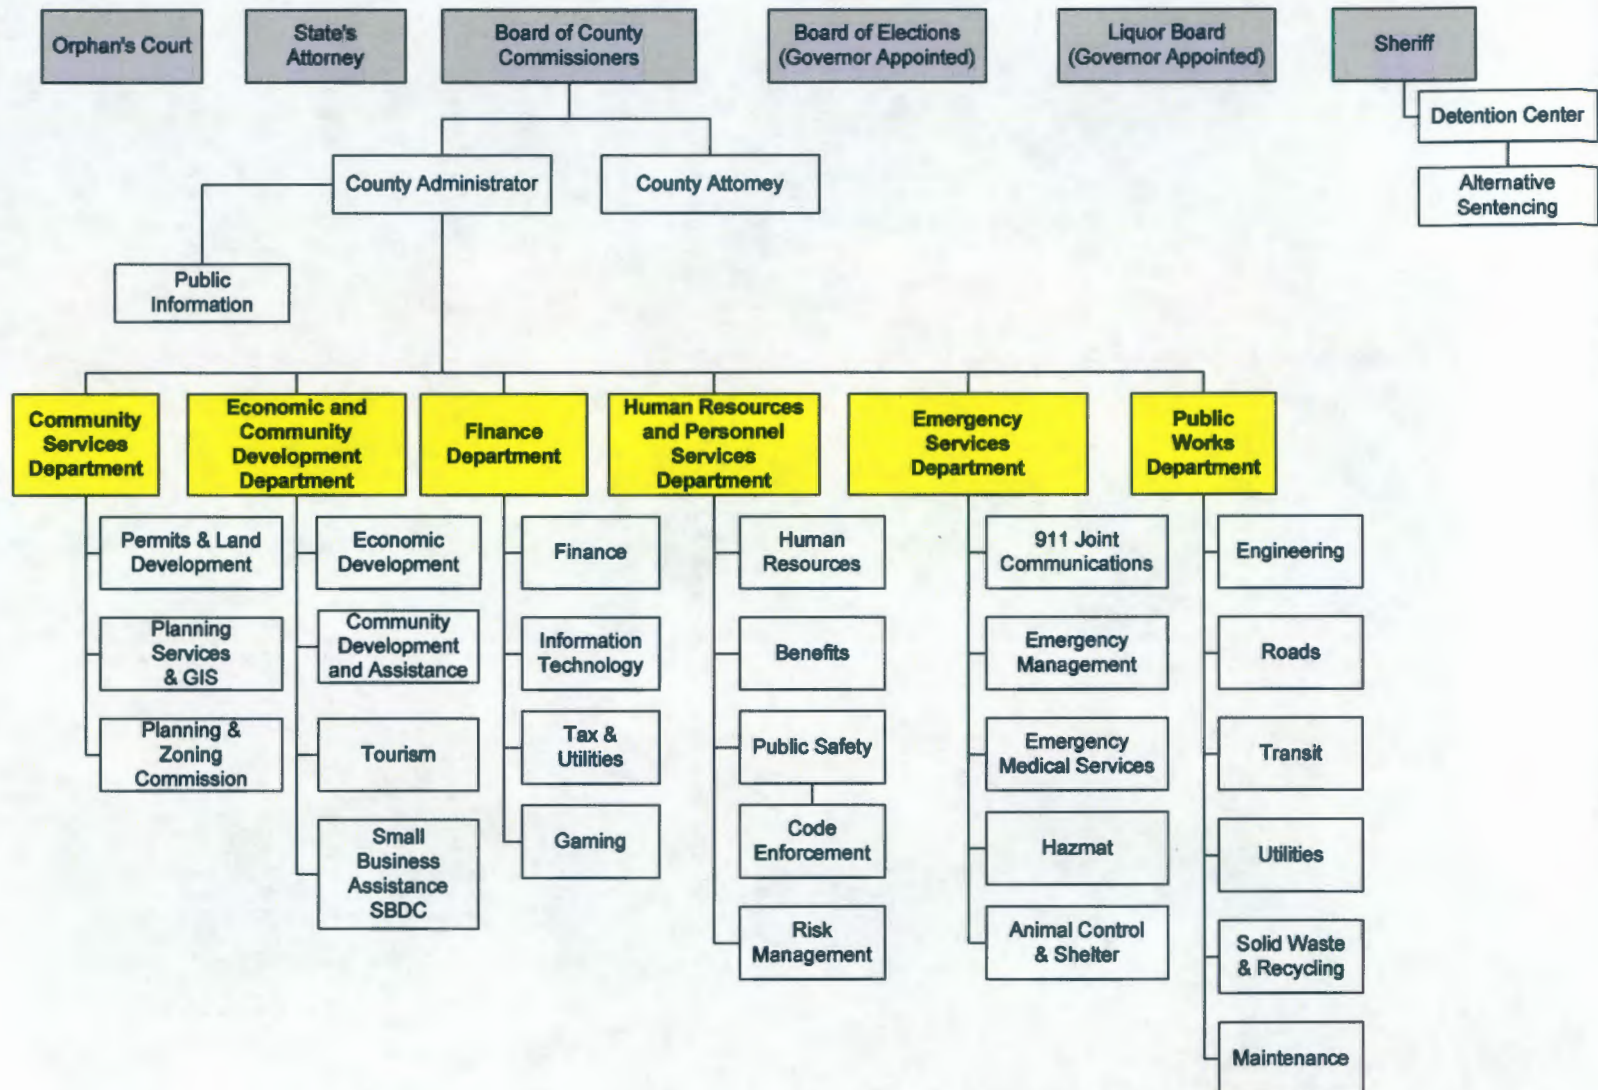 Orphan's Court
State's
Attorney
Board of County
Commissioners
Board of Elections
(Governor Appointed)
Liquor Board
(Governor Appointed)
Sheriff
Detention Center
Alternative
Sentencing
County Administrator
County Attorney
Public
Information
Community
Services
Department
Economic and
Community
Development
Department
Finance
Department
Human Resources
and Personnel
Services
Department
Emergency
Services
Department
Public
Works
Department
Permits & Land
Development
Planning
Services
& GIS
Planning &
Zoning
Commission
Economic
Development
Community
Development
and Assistance
Tourism
Small
Business
Assistance
SBDC
Finance
Information
Technology
Tax &
Utilities
Gaming
Human
Resources
Benefits
Public Safety
Code
Enforcement
Risk
Management
911 Joint
Communications
Emergency
Management
Emergency
Medical Services
Hazmat
Animal Control
& Shelter
Engineering
Roads
Transit
Utilities
Solid Waste
& Recycling
Maintenance